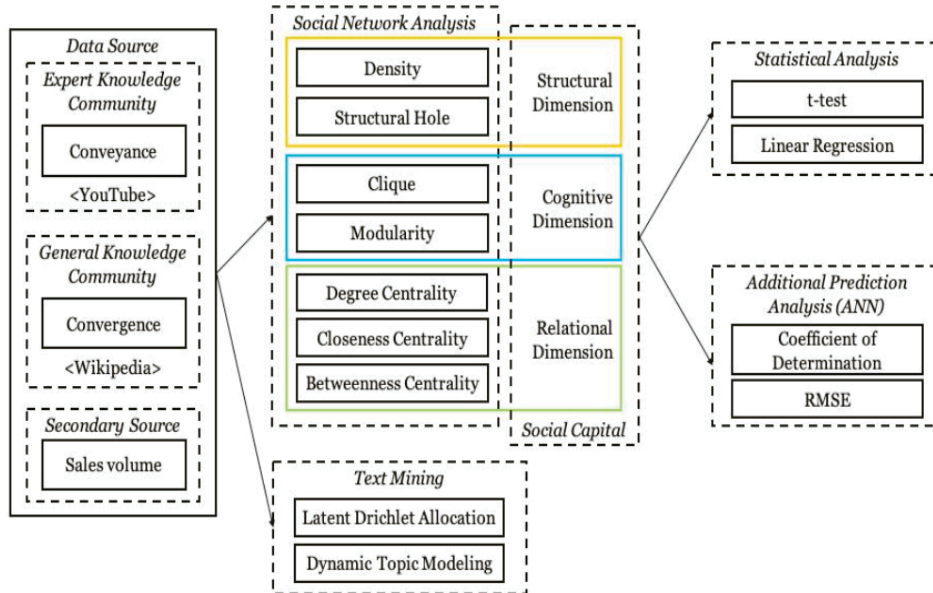 Data Source
Expert Knowledge
Community
Conveyance
<YouTube>
General Knowledge
Community
Convergence
<Wikipedia>
Secondary Source
Sales volume
Social Network Analysis
Density
Structural Hole
Structural
Dimension
Clique
Modularity
Cognitive
Dimension
Degree Centrality
Closeness Centrality
Betweenness Centrality
Relational
Dimension
Social Capital
Text Mining
Latent Drichlet Allocation
Dynamic Topic Modeling
Statistical Analysis
t-test
Linear Regression
Additional Prediction
Analysis (ANN)
Coefficient of
Determination
RMSE